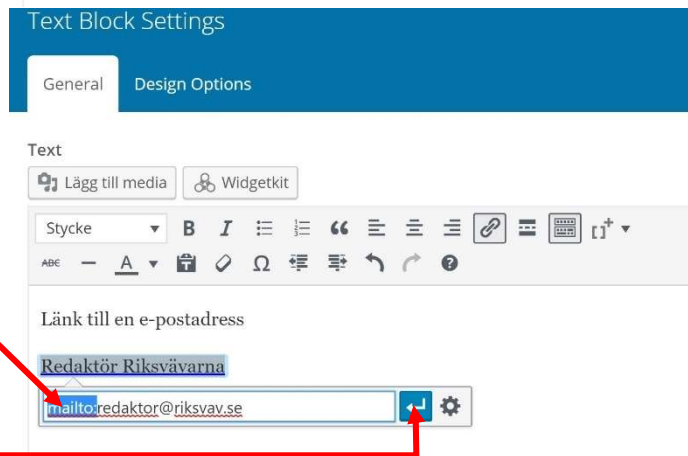 Text Block Settings
General Design Options
Text
Lägg till media Widgetkit
Stycke B I
ABC A Ω
Länk till en e-postadress
Redaktör Riksvävarna
mailto:redaktor@riksvav.se